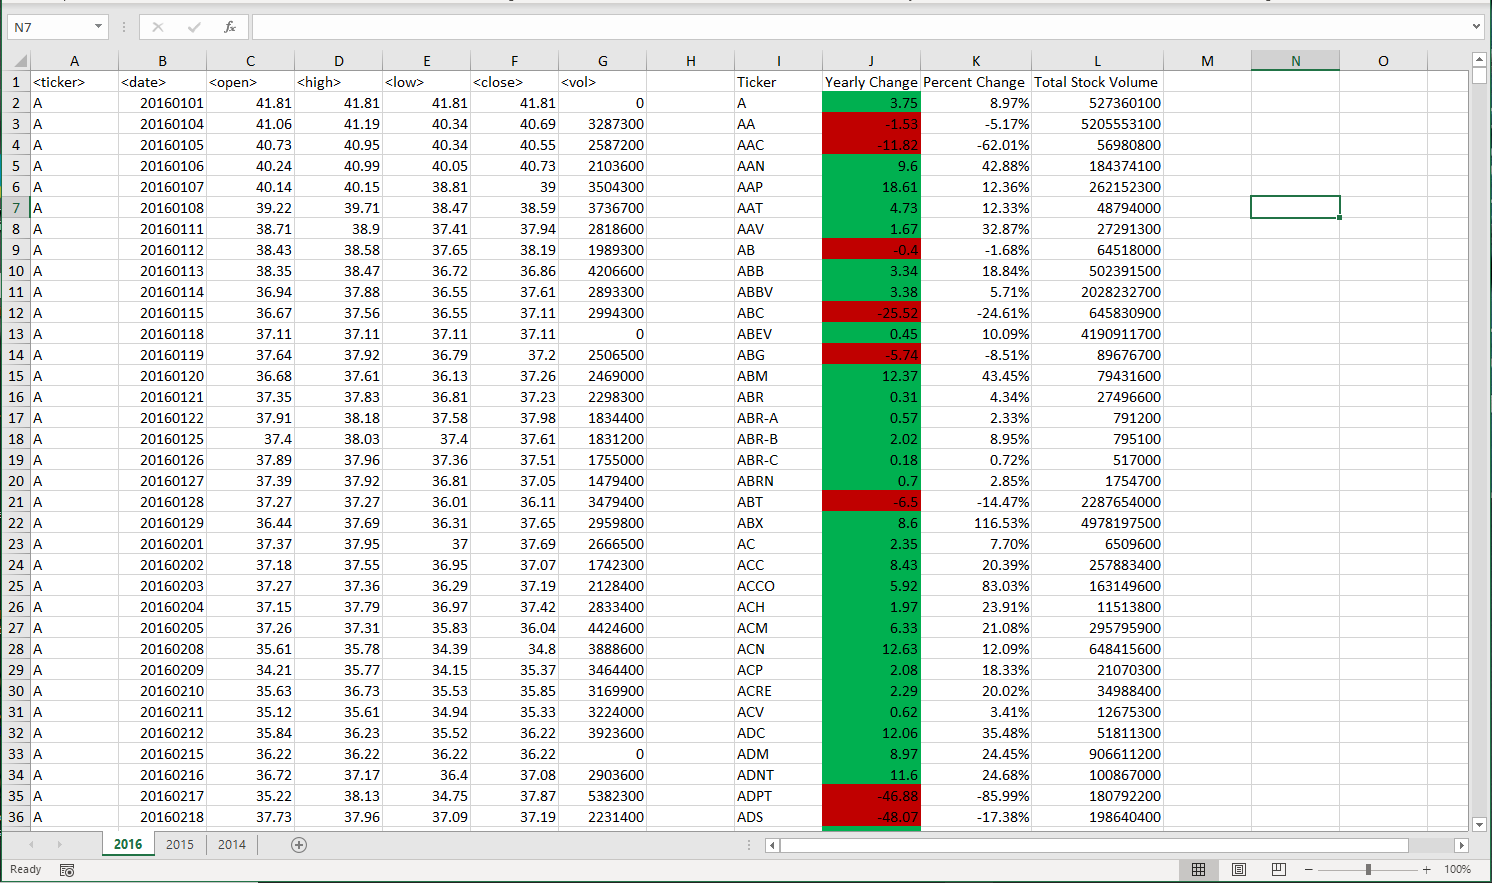 N7 fx
A B C D E F G H I J K L M N O
1 <ticker> <date> <open> <high> <low> <close> <vol> Ticker Yearly Change Percent Change Total Stock Volume
2 A 20160101 41.81 41.81 41.81 41.81 0 A 3.75 8.97% 527360100
3 A 20160104 41.06 41.19 40.34 40.69 3287300 AA -1.53 -5.17% 5205553100
4 A 20160105 40.73 40.95 40.34 40.55 2587200 AAC -11.82 -62.01% 56980800
5 A 20160106 40.24 40.99 40.05 40.73 2103600 AAN 9.6 42.88% 184374100
6 A 20160107 40.14 40.15 38.81 39 3504300 AAP 18.61 12.36% 262152300
7 A 20160108 39.22 39.71 38.47 38.59 3736700 AAT 4.73 12.33% 48794000
8 A 20160111 38.71 38.9 37.41 37.94 2818600 AAV 1.67 32.87% 27291300
9 A 20160112 38.43 38.58 37.65 38.19 1989300 AB -0.4 -1.68% 64518000
10 A 20160113 38.35 38.47 36.72 36.86 4206600 ABB 3.34 18.84% 502391500
11 A 20160114 36.94 37.88 36.55 37.61 2893300 ABBV 3.38 5.71% 2028232700
12 A 20160115 36.67 37.56 36.55 37.11 2994300 ABC -25.52 -24.61% 645830900
13 A 20160118 37.11 37.11 37.11 37.11 0 ABEV 0.45 10.09% 4190911700
14 A 20160119 37.64 37.92 36.79 37.2 2506500 ABG -5.74 -8.51% 89676700
15 A 20160120 36.68 37.61 36.13 37.26 2469000 ABM 12.37 43.45% 79431600
16 A 20160121 37.35 37.83 36.81 37.23 2298300 ABR 0.31 4.34% 27496600
17 A 20160122 37.91 38.18 37.58 37.98 1834400 ABR-A 0.57 2.33% 791200
18 A 20160125 37.4 38.03 37.4 37.61 1831200 ABR-B 2.02 8.95% 795100
19 A 20160126 37.89 37.96 37.36 37.51 1755000 ABR-C 0.18 0.72% 517000
20 A 20160127 37.39 37.92 36.81 37.05 1479400 ABRN 0.7 2.85% 1754700
21 A 20160128 37.27 37.27 36.01 36.11 3479400 ABT -6.5 -14.47% 2287654000
22 A 20160129 36.44 37.69 36.31 37.65 2959800 ABX 8.6 116.53% 4978197500
23 A 20160201 37.37 37.95 37 37.69 2666500 AC 2.35 7.70% 6509600
24 A 20160202 37.18 37.55 36.95 37.07 1742300 ACC 8.43 20.39% 257883400
25 A 20160203 37.27 37.36 36.29 37.19 2128400 ACCO 5.92 83.03% 163149600
26 A 20160204 37.15 37.79 36.97 37.42 2833400 ACH 1.97 23.91% 11513800
27 A 20160205 37.26 37.31 35.83 36.04 4424600 ACM 6.33 21.08% 295795900
28 A 20160208 35.61 35.78 34.39 34.8 3888600 ACN 12.63 12.09% 648415600
29 A 20160209 34.21 35.77 34.15 35.37 3464400 ACP 2.08 18.33% 21070300
30 A 20160210 35.63 36.73 35.53 35.85 3169900 ACRE 2.29 20.02% 34988400
31 A 20160211 35.12 35.61 34.94 35.33 3224000 ACV 0.62 3.41% 12675300
32 A 20160212 35.84 36.23 35.52 36.22 3923600 ADC 12.06 35.48% 51811300
33 A 20160215 36.22 36.22 36.22 36.22 0 ADM 8.97 24.45% 906611200
34 A 20160216 36.72 37.17 36.4 37.08 2903600 ADNT 11.6 24.68% 100867000
35 A 20160217 35.22 38.13 34.75 37.87 5382300 ADPT -46.88 -85.99% 180792200
36 A 20160218 37.73 37.96 37.09 37.19 2231400 ADS -48.07 -17.38% 198640400
2016 2015 2014
Ready 100%